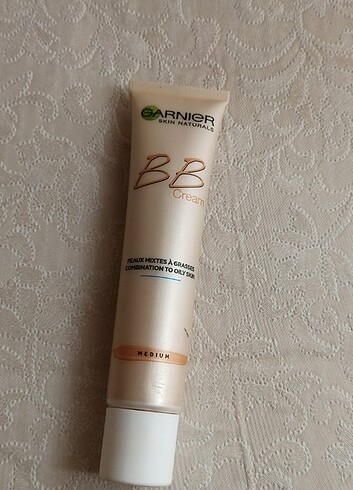 GARNIER
SKIN NATURALS
BB
Cream
PEAUX MIXTES À GRASSES
COMBINATION TO OILY SKIN
MEDIUM